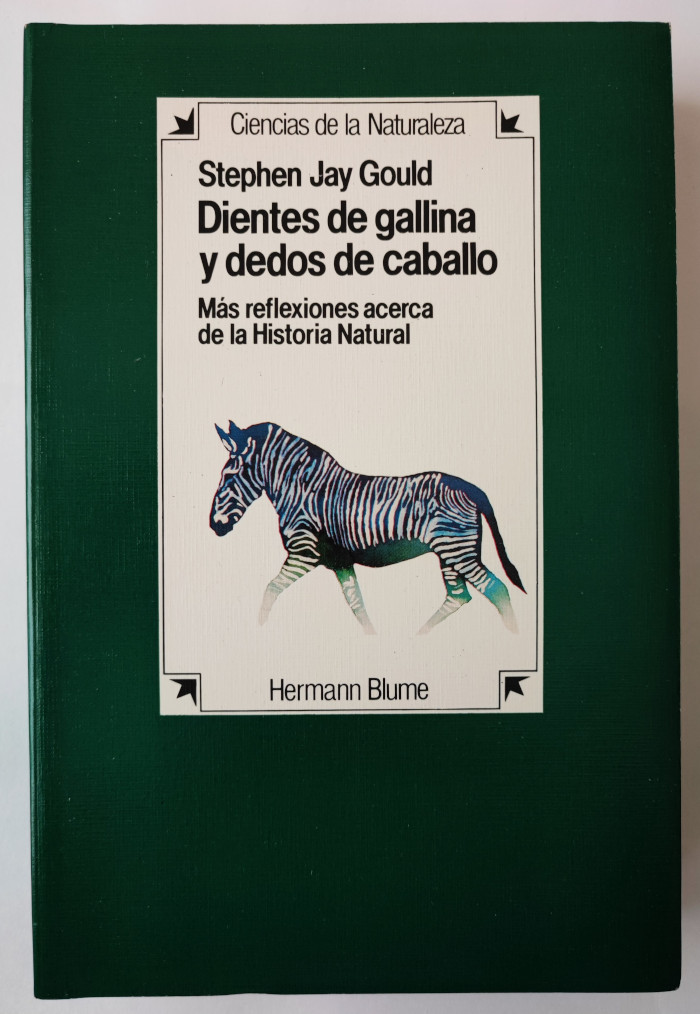 Ciencias de la Naturaleza
Stephen Jay Gould
Dientes de gallina
y dedos de caballo
Más reflexiones acerca
de la Historia Natural
Hermann Blume